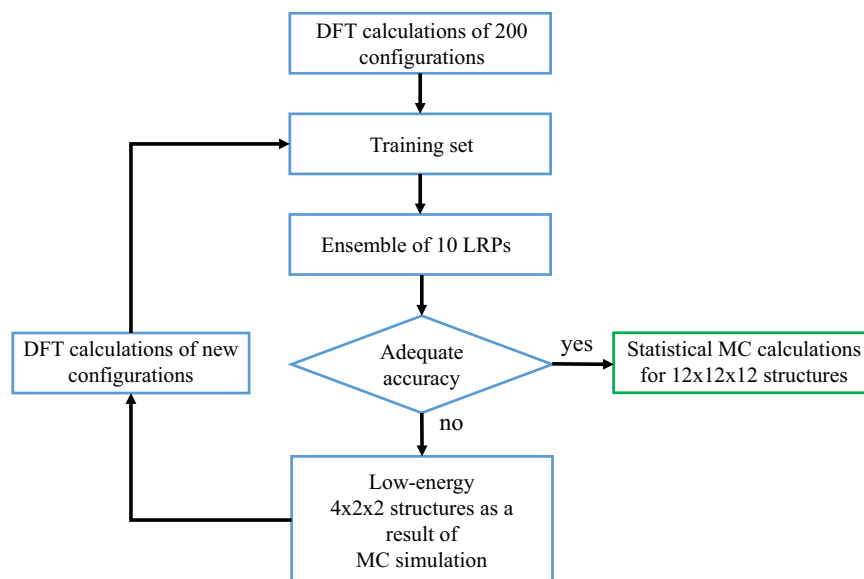 DFT calculations of 200
configurations
Training set
Ensemble of 10 LRPs
Adequate
accuracy
yes
Statistical MC calculations
for 12x12x12 structures
no
Low-energy
4x2x2 structures as a
result of
MC simulation
DFT calculations of new
configurations